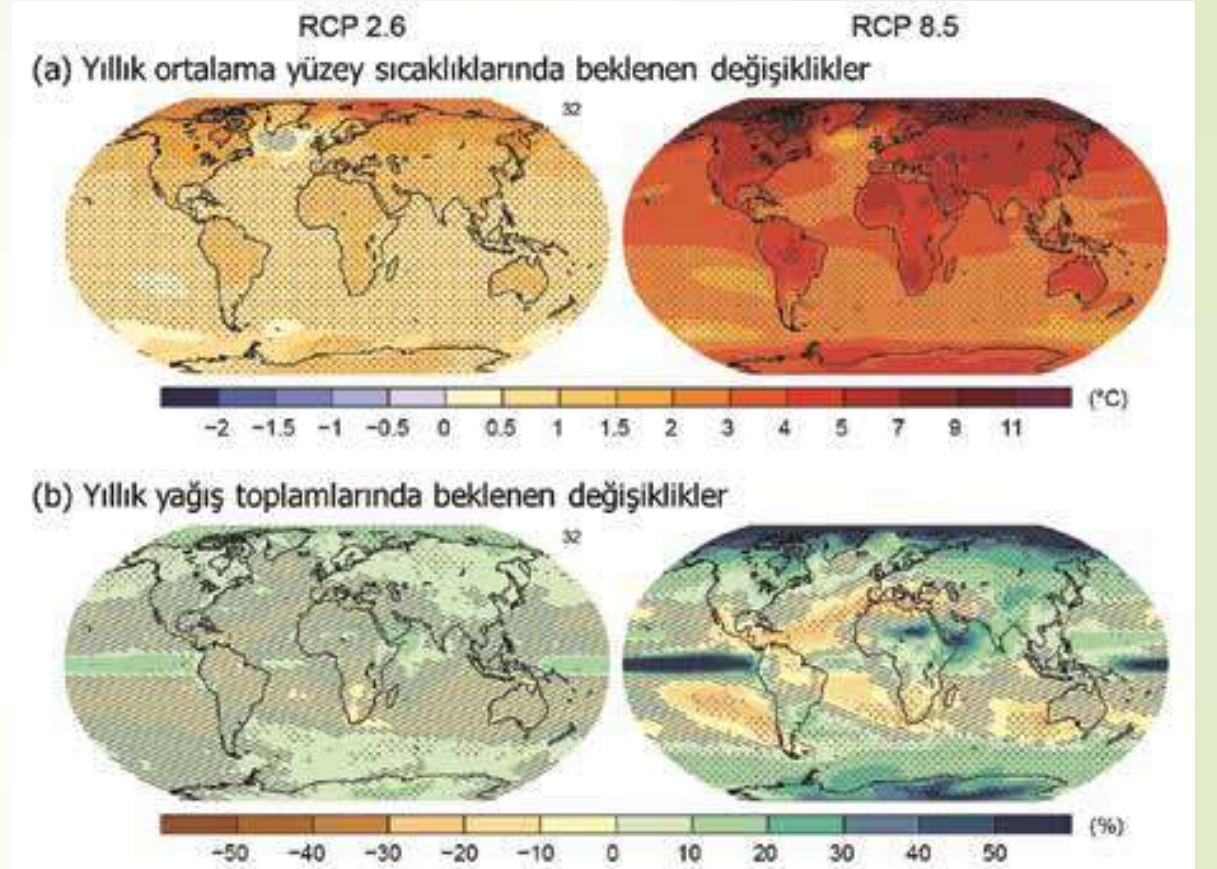 RCP 2.6
RCP 8.5
(a) Yıllık ortalama yüzey sıcaklıklarında beklenen değişiklikler
32
(°C)
−2 −1.5 −1 −0.5 0 0.5 1 1.5 2 3 4 5 7 9 11
(b) Yıllık yağış toplamlarında beklenen değişiklikler
32
(%)
−50 −40 −30 −20 −10 0 10 20 30 40 50